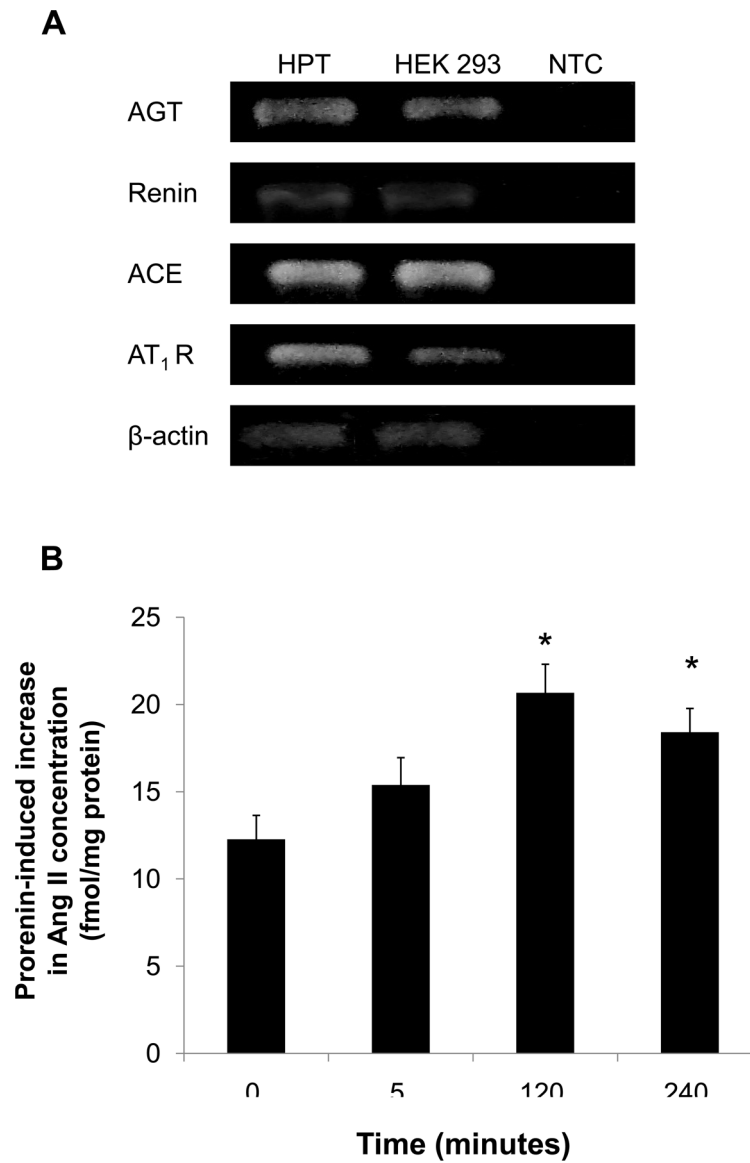 A
HPT HEK 293 NTC
AGT
Renin
ACE
AT1 R
β-actin
B
Prorenin-induced increase
in Ang II concentration
(fmol/mg protein)
25
20
15
10
5
0
* *
0 5 120 240
Time (minutes)